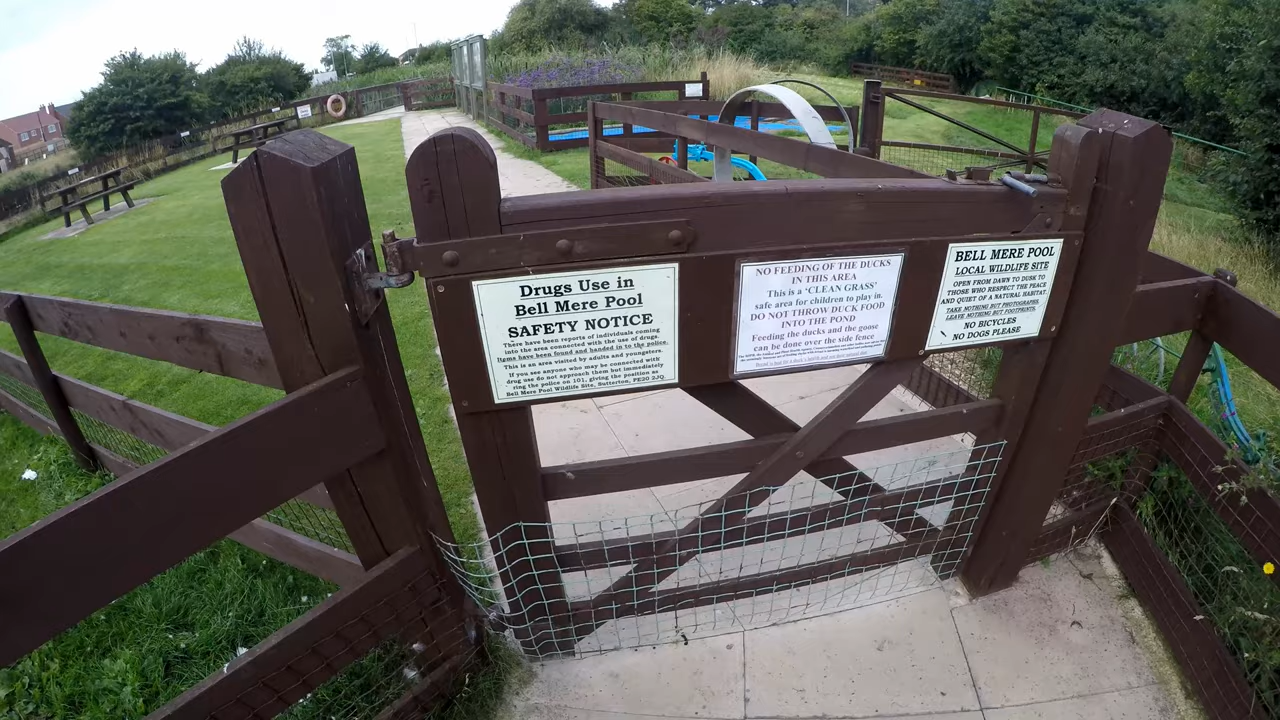 Drugs Use in
Bell Mere Pool
SAFETY NOTICE
There have been reports of individuals coming
into the area connected with the use of drugs.
Items have been found and handed in to the police.
This is an area visited by adults and youngsters.
If you see anyone who may be connected with
drug use do not approach them but immediately
ring the police on 101, giving the position as
Bell Mere Pool Wildlife Site, Sutterton, PE20 2JQ.
NO FEEDING OF THE DUCKS
IN THIS AREA
This is a 'CLEAN GRASS'
safe area for children to play in.
DO NOT THROW DUCK FOOD
INTO THE POND
Feeding the ducks and the goose
can be done over the side fence
BELL MERE POOL
LOCAL WILDLIFE SITE
OPEN FROM DAWN TO DUSK TO
THOSE WHO RESPECT THE PEACE
AND QUIET OF A NATURAL HABITAT.
TAKE NOTHING BUT PHOTOGRAPHS.
LEAVE NOTHING BUT FOOTPRINTS.
NO BICYCLES
NO DOGS PLEASE